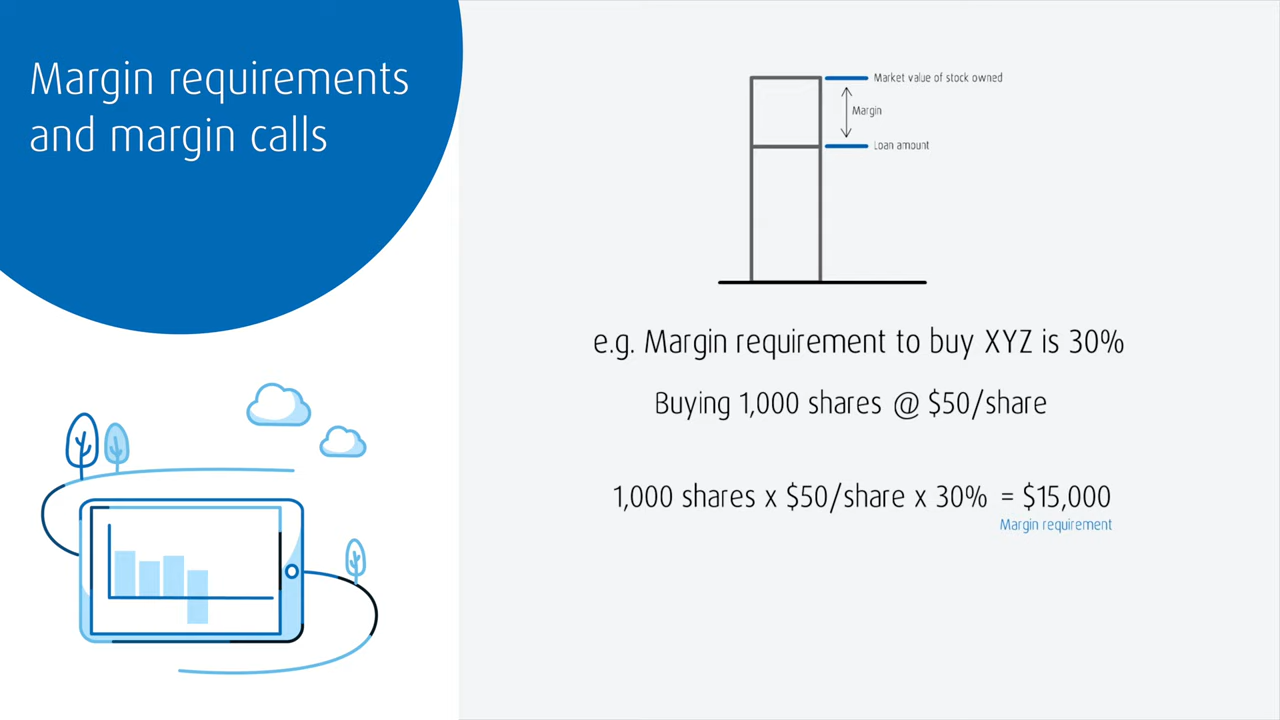 Margin requirements
and margin calls
Market value of stock owned
Margin
Loan amount
e.g. Margin requirement to buy XYZ is 30%
Buying 1,000 shares @ $50/share
1,000 shares x $50/share x 30% = $15,000
Margin requirement